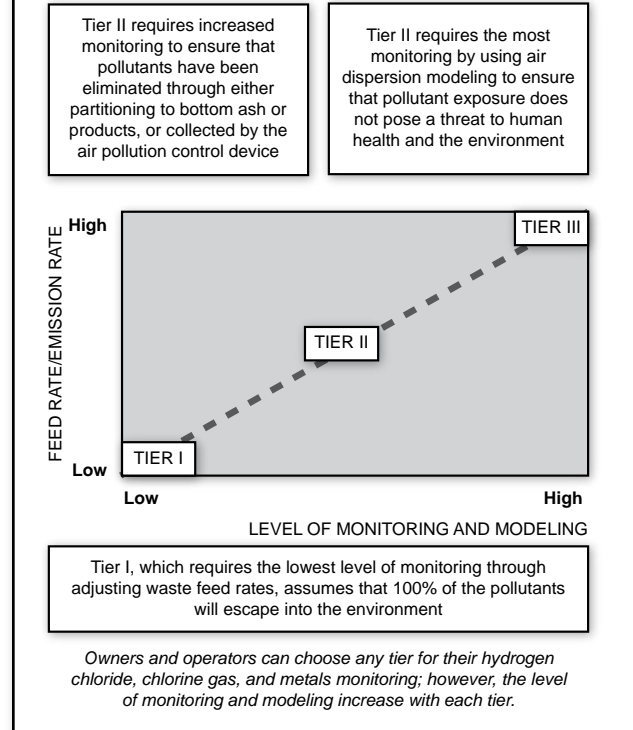 Tier II requires increased
monitoring to ensure that
pollutants have been
eliminated through either
partitioning to bottom ash or
products, or collected by the
air pollution control device
Tier II requires the most
monitoring by using air
dispersion modeling to ensure
that pollutant exposure does
not pose a threat to human
health and the environment
FEED RATE/EMISSION RATE
High
TIER III
TIER II
TIER I
Low
Low
High
LEVEL OF MONITORING AND MODELING
Tier I, which requires the lowest level of monitoring through
adjusting waste feed rates, assumes that 100% of the pollutants
will escape into the environment
Owners and operators can choose any tier for their hydrogen
chloride, chlorine gas, and metals monitoring; however, the level
of monitoring and modeling increase with each tier.